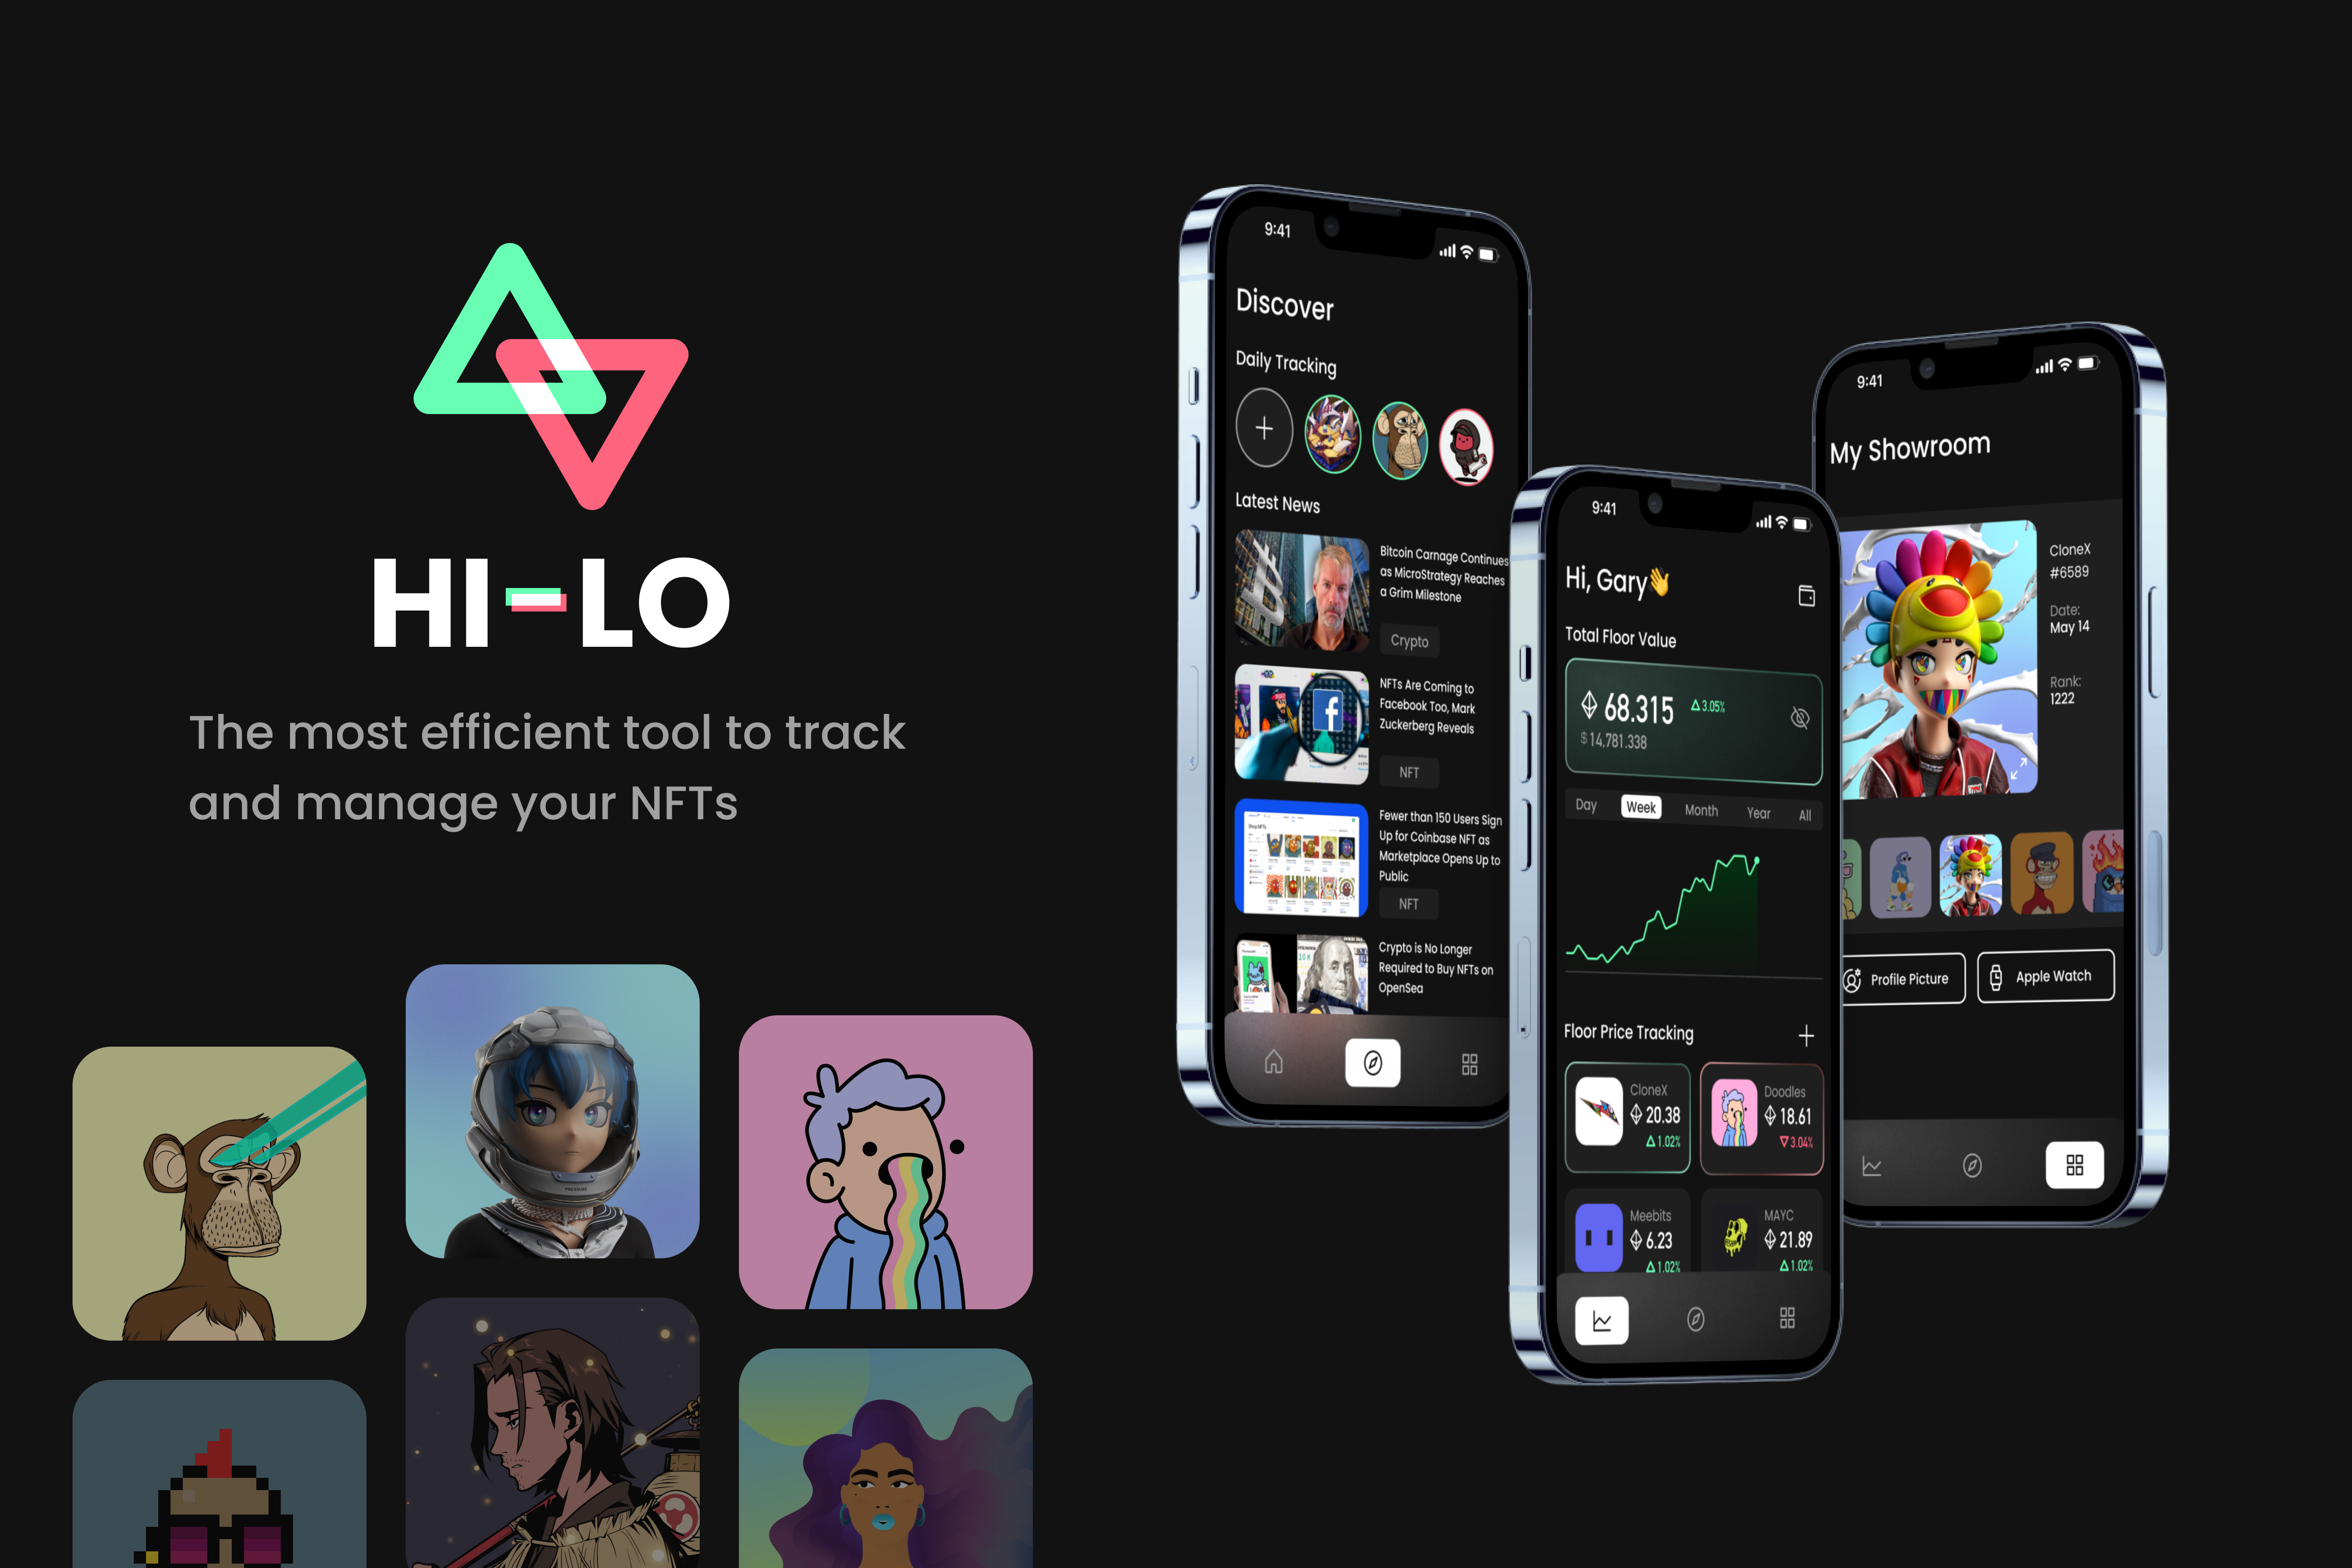 HI-LO
The most efficient tool to track
and manage your NFTs
PRESSURE
9:41
Discover
Daily Tracking
Latest News
Bitcoin Carnage Continues
as MicroStrategy Reaches
a Grim Milestone
Crypto
NFTs Are Coming to
Facebook Too, Mark
Zuckerberg Reveals
NFT
Fewer than 150 Users Sign
Up for Coinbase NFT as
Marketplace Opens Up to
Public
NFT
Crypto is No Longer
Required to Buy NFTs on
OpenSea
9:41
Hi, Gary👋
Total Floor Value
68.315 3.05%
$ 14,781.338
Day Week Month Year All
Floor Price Tracking
CloneX
20.38
1.02%
Doodles
18.61
3.04%
Meebits
6.23
1.02%
MAYC
21.89
1.02%
9:41
My Showroom
CloneX
#6589
Date:
May 14
Rank:
1222
Profile Picture
Apple Watch